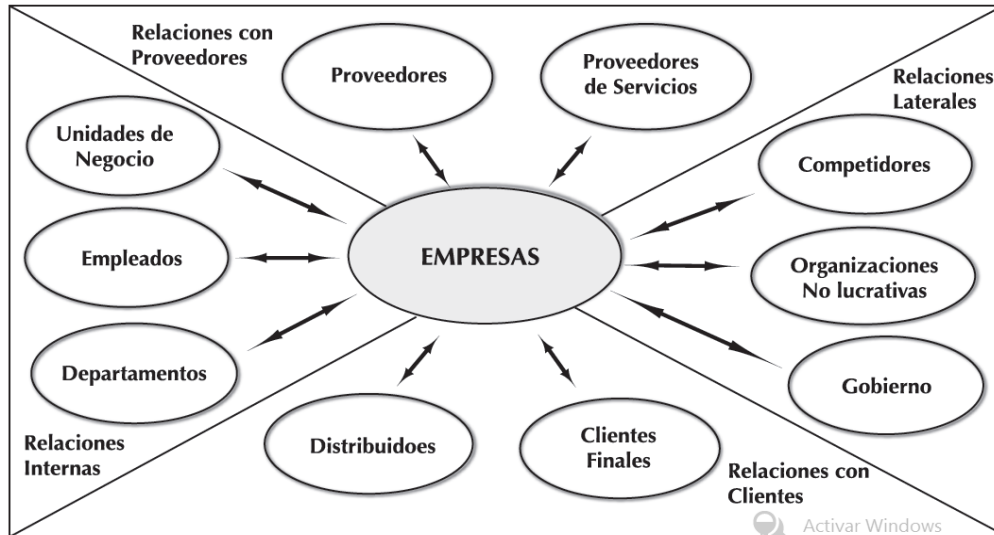 Relaciones con
Proveedores
Proveedores
Proveedores
de Servicios
Relaciones
Laterales
Unidades de
Negocio
Competidores
Empleados
EMPRESAS
Organizaciones
No lucrativas
Departamentos
Gobierno
Distribuidoes
Clientes
Finales
Relaciones
Internas
Relaciones con
Clientes
Activar Windows